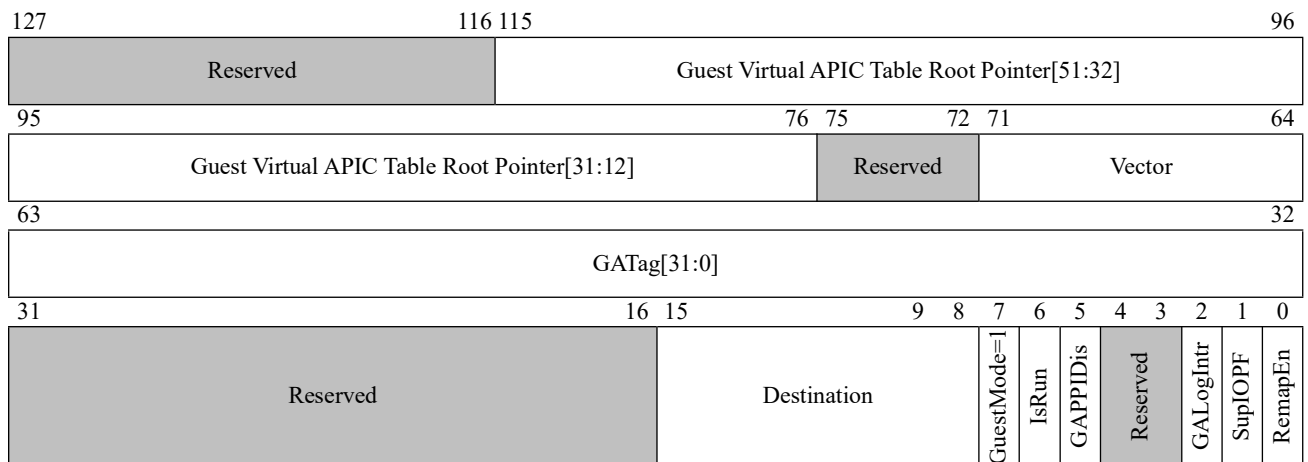 127 116 115 96
Reserved Guest Virtual APIC Table Root Pointer[51:32]
95 76 75 72 71 64
Guest Virtual APIC Table Root Pointer[31:12] Reserved Vector
63 32
GATag[31:0]
31 16 15 9 8 7 6 5 4 3 2 1 0
Reserved Destination GuestMode=1 IsRun GAPPIDis Reserved GALogIntr SupIOPF RemapEn